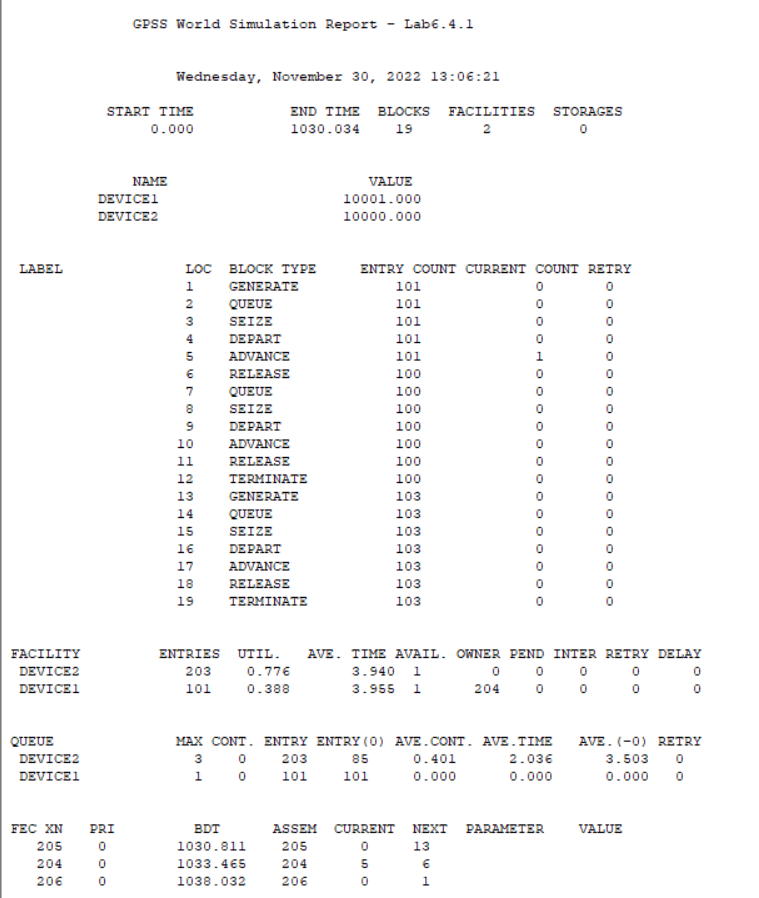 GPSS World Simulation Report - Lab6.4.1
Wednesday, November 30, 2022 13:06:21
START TIME END TIME BLOCKS FACILITIES STORAGES
0.000 1030.034 19 2 0
NAME VALUE
DEVICE1 10001.000
DEVICE2 10000.000
LABEL LOC BLOCK TYPE ENTRY COUNT CURRENT COUNT RETRY
1 GENERATE 101 0 0
2 QUEUE 101 0 0
3 SEIZE 101 0 0
4 DEPART 101 0 0
5 ADVANCE 101 1 0
6 RELEASE 100 0 0
7 QUEUE 100 0 0
8 SEIZE 100 0 0
9 DEPART 100 0 0
10 ADVANCE 100 0 0
11 RELEASE 100 0 0
12 TERMINATE 100 0 0
13 GENERATE 103 0 0
14 QUEUE 103 0 0
15 SEIZE 103 0 0
16 DEPART 103 0 0
17 ADVANCE 103 0 0
18 RELEASE 103 0 0
19 TERMINATE 103 0 0
FACILITY ENTRIES UTIL. AVE. TIME AVAIL. OWNER PEND INTER RETRY DELAY
DEVICE2 203 0.776 3.940 1 0 0 0 0 0
DEVICE1 101 0.388 3.955 1 204 0 0 0 0
QUEUE MAX CONT. ENTRY ENTRY(0) AVE.CONT. AVE.TIME AVE.(-0) RETRY
DEVICE2 3 0 203 85 0.401 2.036 3.503 0
DEVICE1 1 0 101 101 0.000 0.000 0.000 0
FEC XN PRI BDT ASSEM CURRENT NEXT PARAMETER VALUE
205 0 1030.811 205 0 13
204 0 1033.465 204 5 6
206 0 1038.032 206 0 1